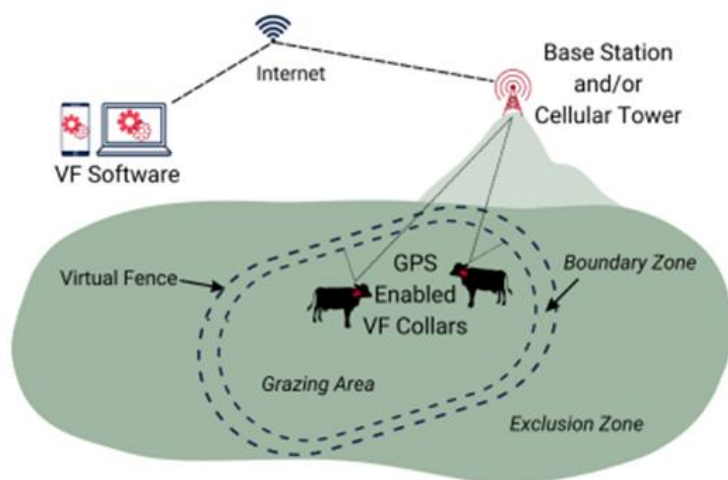 Internet
Base Station
and/or
Cellular Tower
VF Software
Virtual Fence
GPS
Enabled
VF Collars
Boundary Zone
Grazing Area
Exclusion Zone